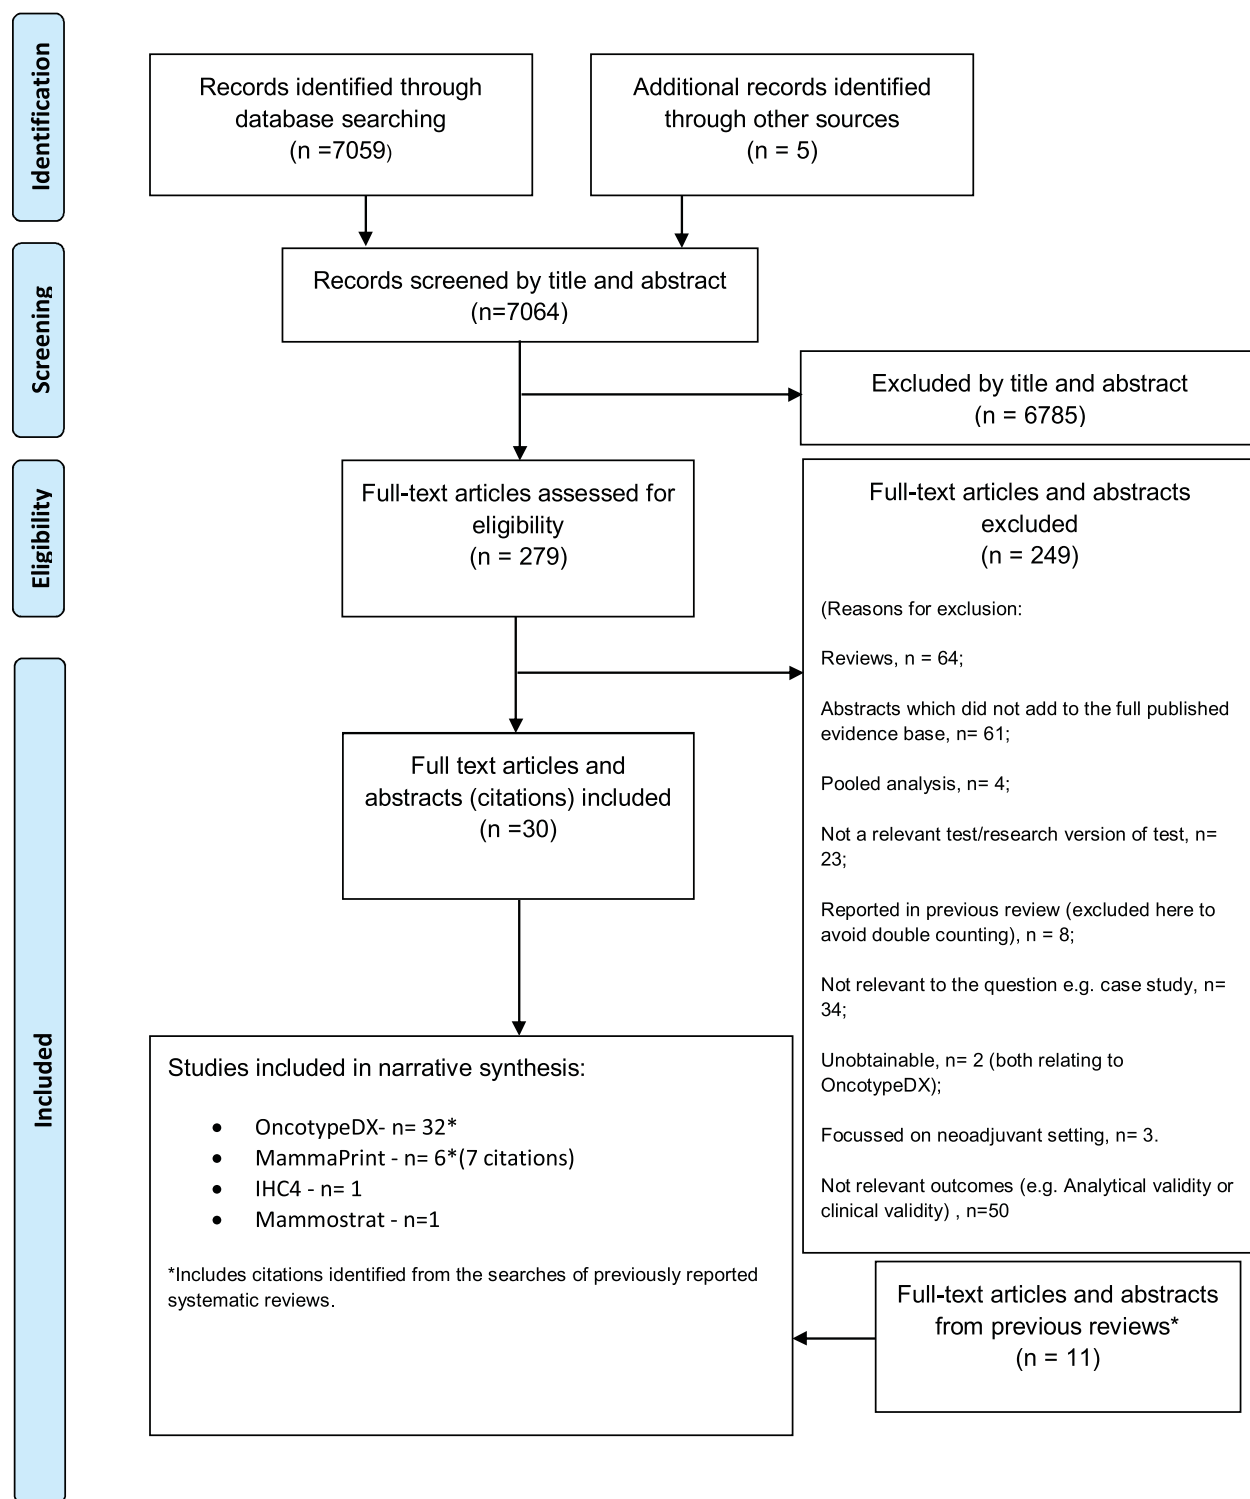 Identification
Records identified through
database searching
(n =7059)
Additional records identified
through other sources
(n = 5)
Screening
Records screened by title and abstract
(n=7064)
Excluded by title and abstract
(n = 6785)
Eligibility
Full-text articles assessed for
eligibility
(n = 279)
Full-text articles and abstracts
excluded
(n = 249)
(Reasons for exclusion:
Reviews, n = 64;
Abstracts which did not add to the full published
evidence base, n= 61;
Pooled analysis, n= 4;
Not a relevant test/research version of test, n=
23;
Reported in previous review (excluded here to
avoid double counting), n = 8;
Not relevant to the question e.g. case study, n=
34;
Unobtainable, n= 2 (both relating to
OncotypeDX);
Focussed on neoadjuvant setting, n= 3.
Not relevant outcomes (e.g. Analytical validity or
clinical validity) , n=50
Included
Full text articles and
abstracts (citations) included
(n =30)
Studies included in narrative synthesis:
• OncotypeDX- n= 32*
• MammaPrint - n= 6*(7 citations)
• IHC4 - n= 1
• Mammostrat - n=1
*Includes citations identified from the searches of previously reported
systematic reviews.
Full-text articles and abstracts
from previous reviews*
(n = 11)